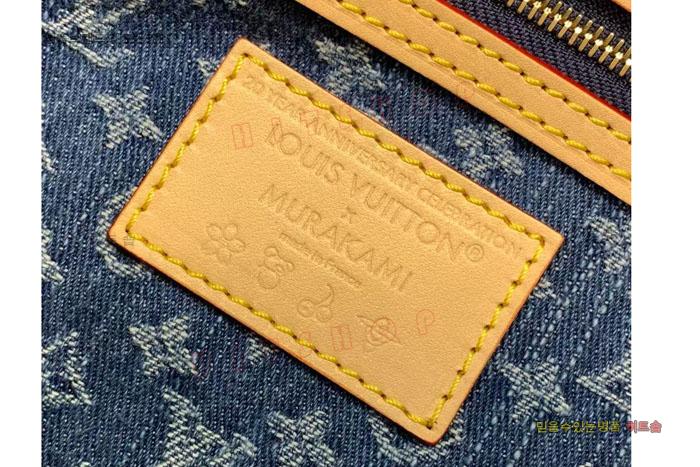 20 YEAR ANNIVERSARY CELEBRATION
LOUIS VUITTON®
×
MURAKAMI
made in France
믿을수있는명품 히트숍